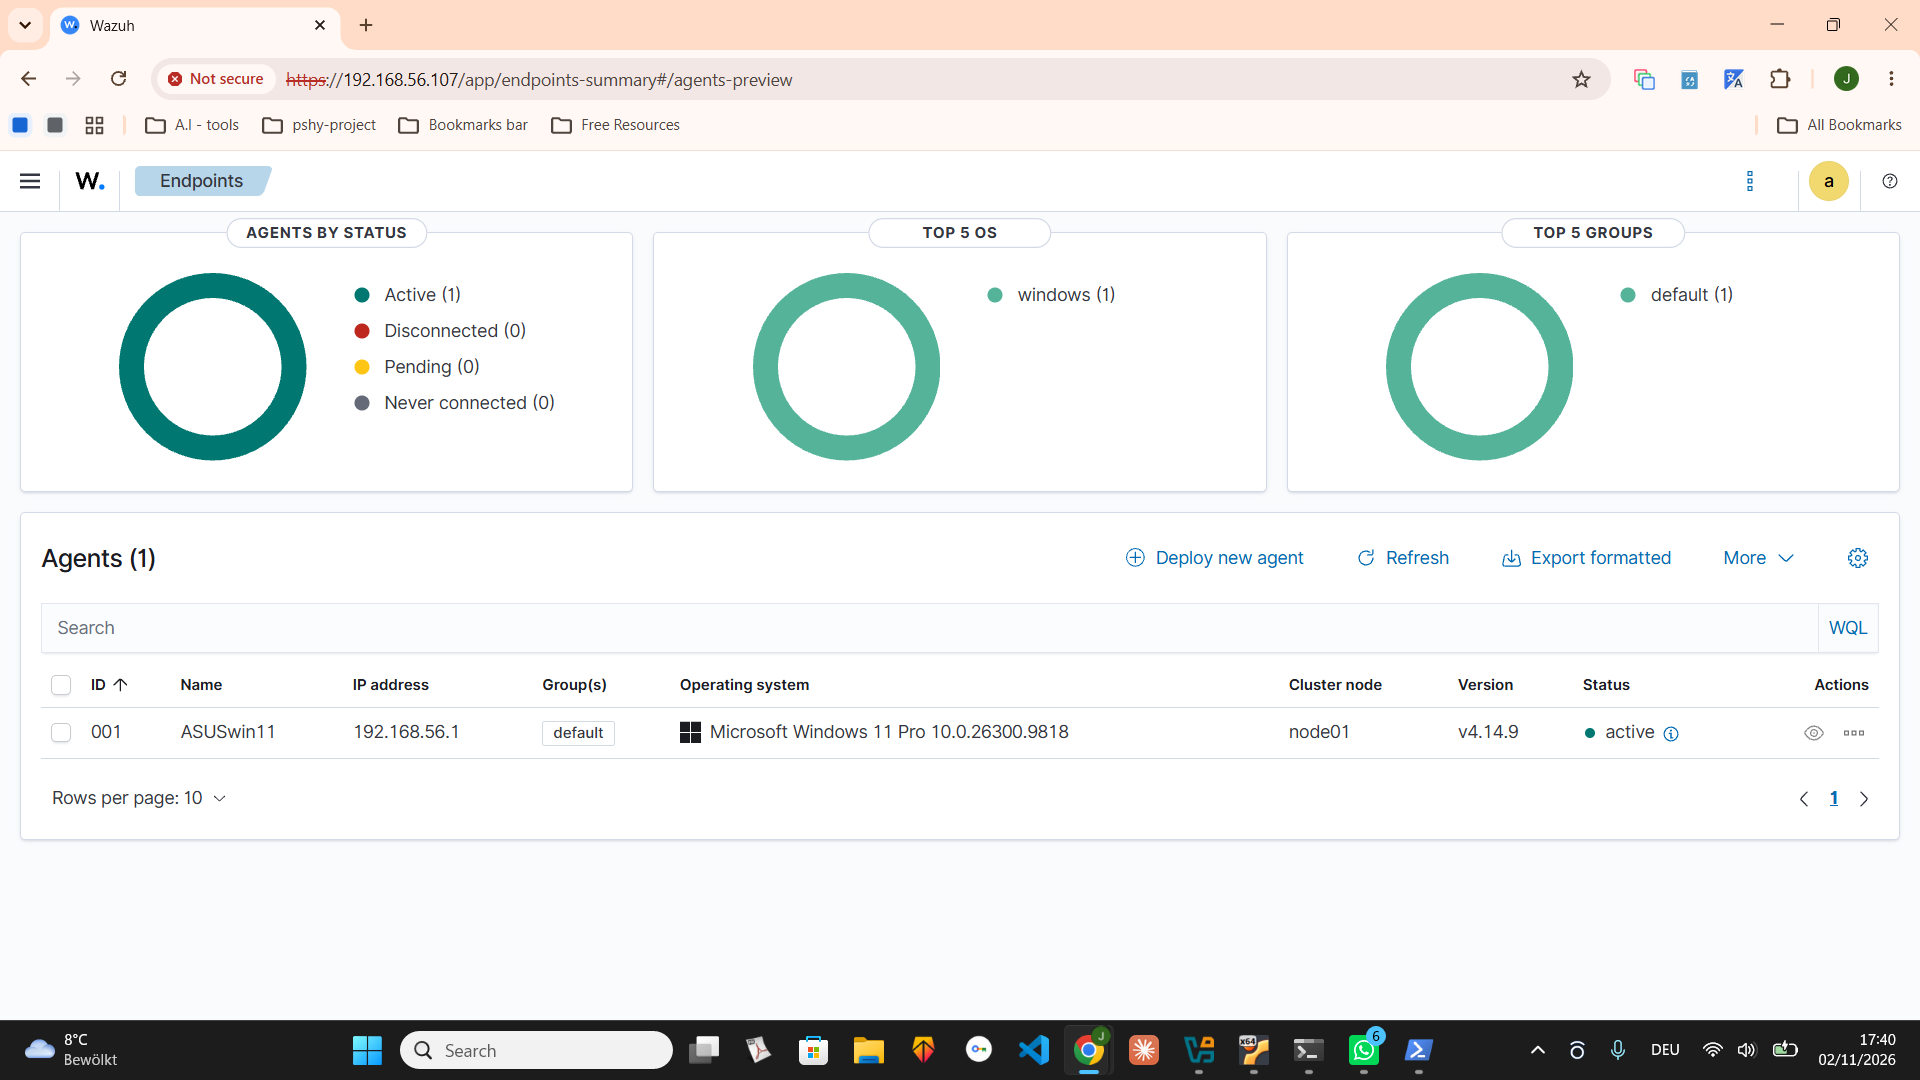 Wazuh
Not secure
https://192.168.56.107/app/endpoints-summary#/agents-preview
J
A.I - tools
pshy-project
Bookmarks bar
Free Resources
All Bookmarks
W.
Endpoints
a
AGENTS BY STATUS
Active (1)
Disconnected (0)
Pending (0)
Never connected (0)
TOP 5 OS
windows (1)
TOP 5 GROUPS
default (1)
Agents (1)
Deploy new agent
Refresh
Export formatted
More
Search
WQL
ID Name IP address Group(s) Operating system Cluster node Version Status Actions
001 ASUSwin11 192.168.56.1 default Microsoft Windows 11 Pro 10.0.26300.9818 node01 v4.14.9 active
Rows per page: 10
1
8°C
Bewölkt
Search
J
x64
6
DEU
17:40
02/11/2026